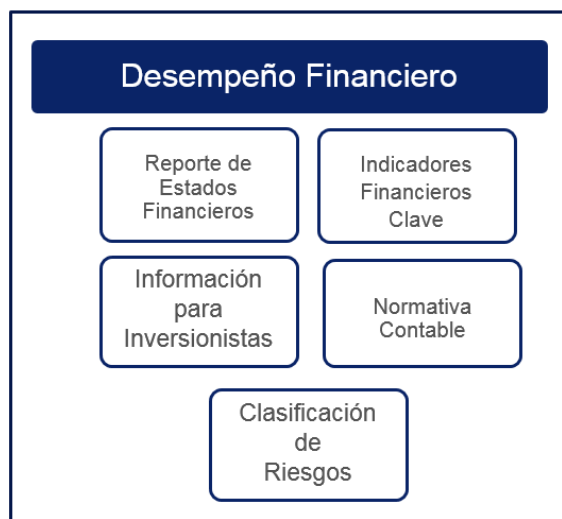 Desempeño Financiero
Reporte de
Estados
Financieros
Indicadores
Financieros
Clave
Información
para
Inversionistas
Normativa
Contable
Clasificación
de
Riesgos